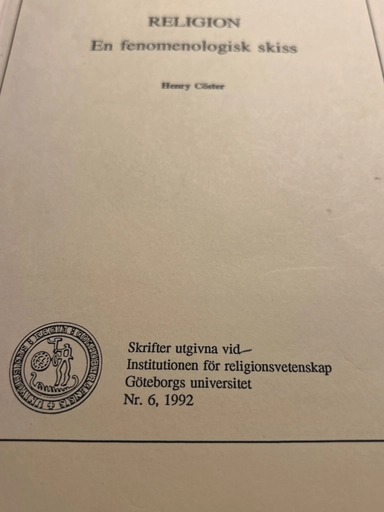 RELIGION
En fenomenologisk skiss
Henry Cöster
Skrifter utgivna vid
Institutionen för religionsvetenskap
Göteborgs universitet
Nr. 6, 1992